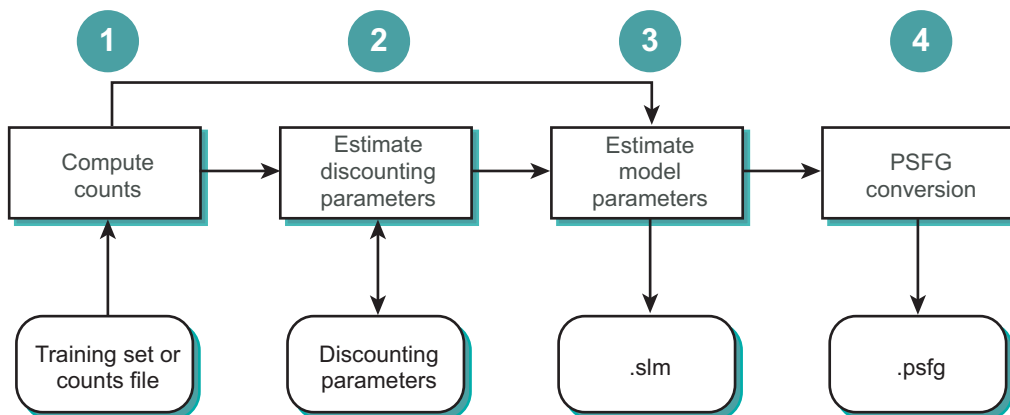 1
2
3
4
Compute
counts
Estimate
discounting
parameters
Estimate
model
parameters
PSFG
conversion
Training set or
counts file
Discounting
parameters
.slm
.psfg